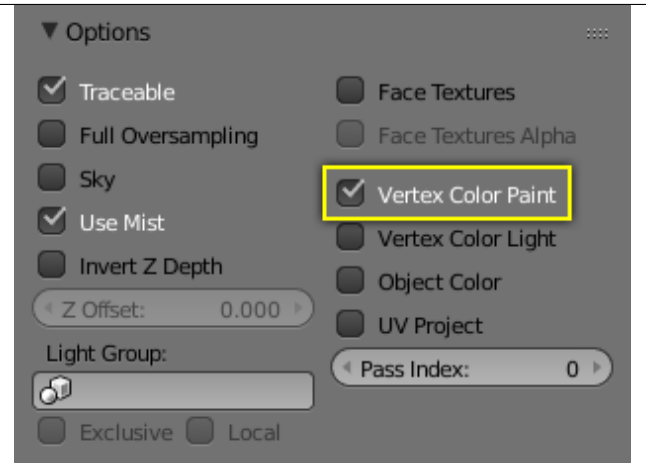 Options
Traceable
Full Oversampling
Sky
Use Mist
Invert Z Depth
Z Offset: 0.000
Light Group:
Exclusive Local
Face Textures
Face Textures Alpha
Vertex Color Paint
Vertex Color Light
Object Color
UV Project
Pass Index: 0